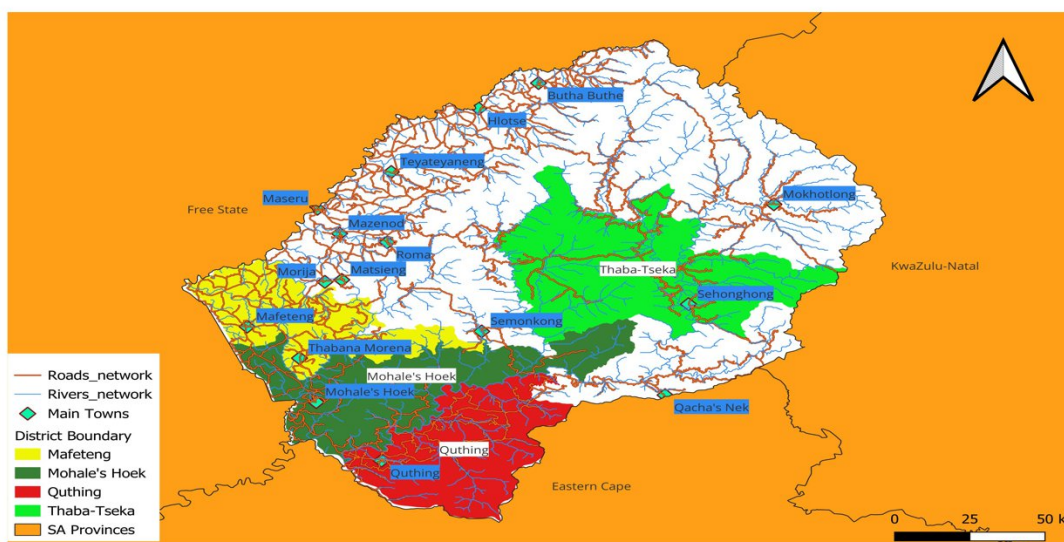 Butha Buthe
Hlotse
Teyateyaneng
Mokhotlong
Maseru
Free State
Mazenod
Roma
KwaZulu-Natal
Thaba-Tseka
Morija
Matsieng
Sehonghong
Mafeteng
Semonkong
Thabana Morena
Mohale's Hoek
Mohale's Hoek
Qacha's Nek
Quthing
Quthing
Eastern Cape
Roads_network
Rivers_network
Main Towns
District Boundary
Mafeteng
Mohale's Hoek
Quthing
Thaba-Tseka
SA Provinces
0 25 50 k